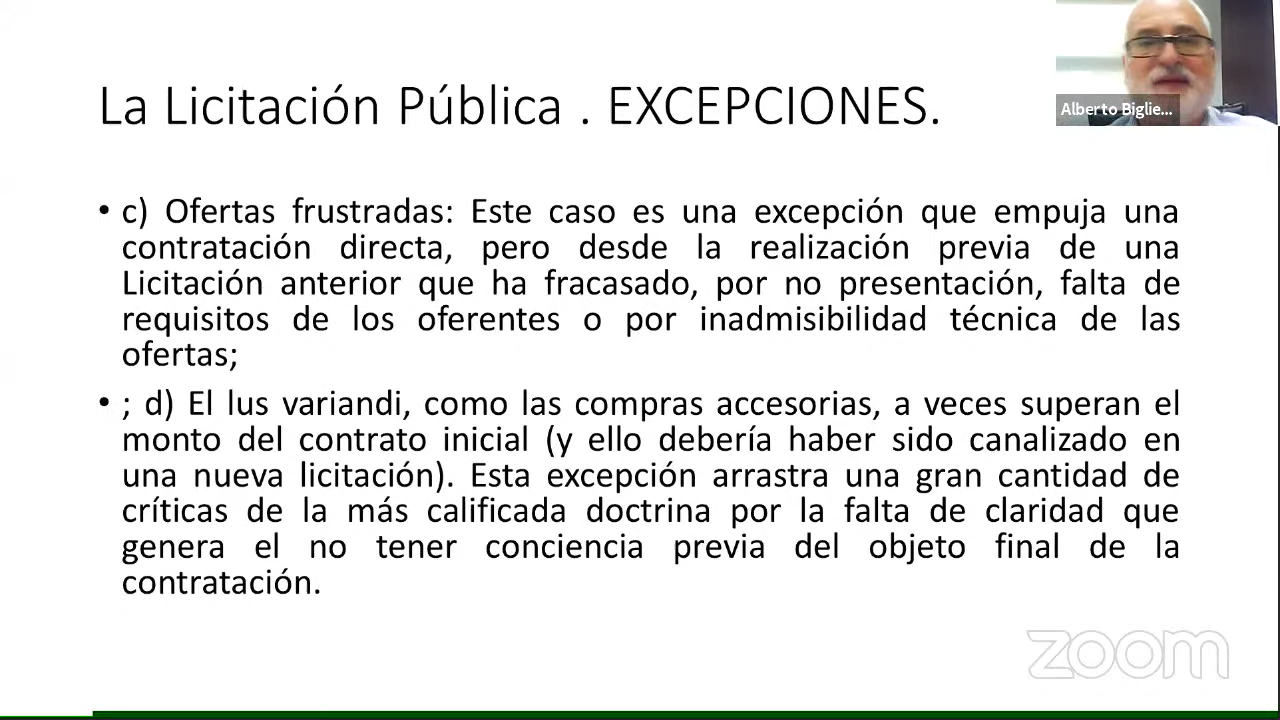 La Licitación Pública . EXCEPCIONES.
Alberto Biglie...
• c) Ofertas frustradas: Este caso es una excepción que empuja una
contratación directa, pero desde la realización previa de una
Licitación anterior que ha fracasado, por no presentación, falta de
requisitos de los oferentes o por inadmisibilidad técnica de las
ofertas;
• ; d) El lus variandi, como las compras accesorias, a veces superan el
monto del contrato inicial (y ello debería haber sido canalizado en
una nueva licitación). Esta excepción arrastra una gran cantidad de
críticas de la más calificada doctrina por la falta de claridad que
genera el no tener conciencia previa del objeto final de la
contratación.
zoom